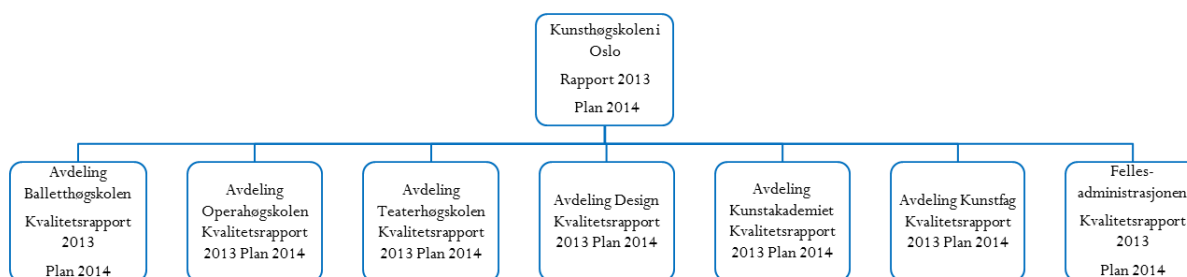 Kunsthøgskolen i
Oslo
Rapport 2013
Plan 2014
Avdeling
Balletthøgskolen
Kvalitetsrapport
2013
Plan 2014
Avdeling
Operahøgskolen
Kvalitetsrapport
2013 Plan 2014
Avdeling
Teaterhøgskolen
Kvalitetsrapport
2013 Plan 2014
Avdeling Design
Kvalitetsrapport
2013 Plan 2014
Avdeling
Kunstakademiet
Kvalitetsrapport
2013 Plan 2014
Avdeling Kunstfag
Kvalitetsrapport
2013 Plan 2014
Felles-
administrasjonen
Kvalitetsrapport
2013
Plan 2014